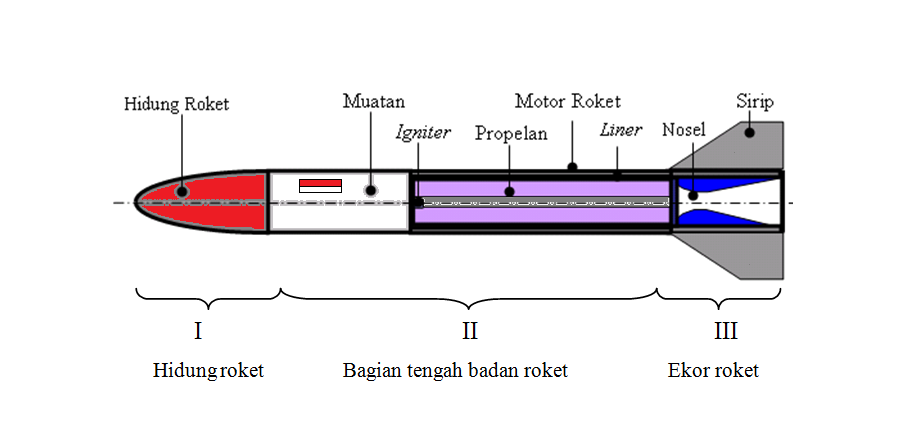 Hidung Roket
Muatan
Motor Roket
Sirip
Igniter
Propelan
Liner
Nosel
I
II
III
Hidung roket
Bagian tengah badan roket
Ekor roket